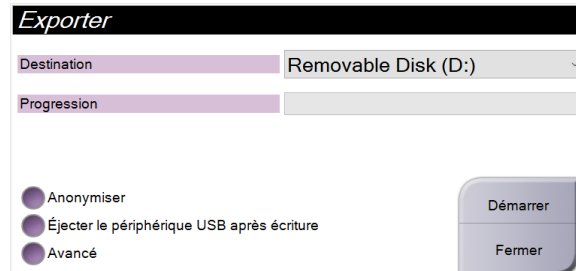 Exporter
Destination Removable Disk (D:)
Progression
Anonymiser
Éjecter le périphérique USB après écriture
Avancé
Démarrer
Fermer